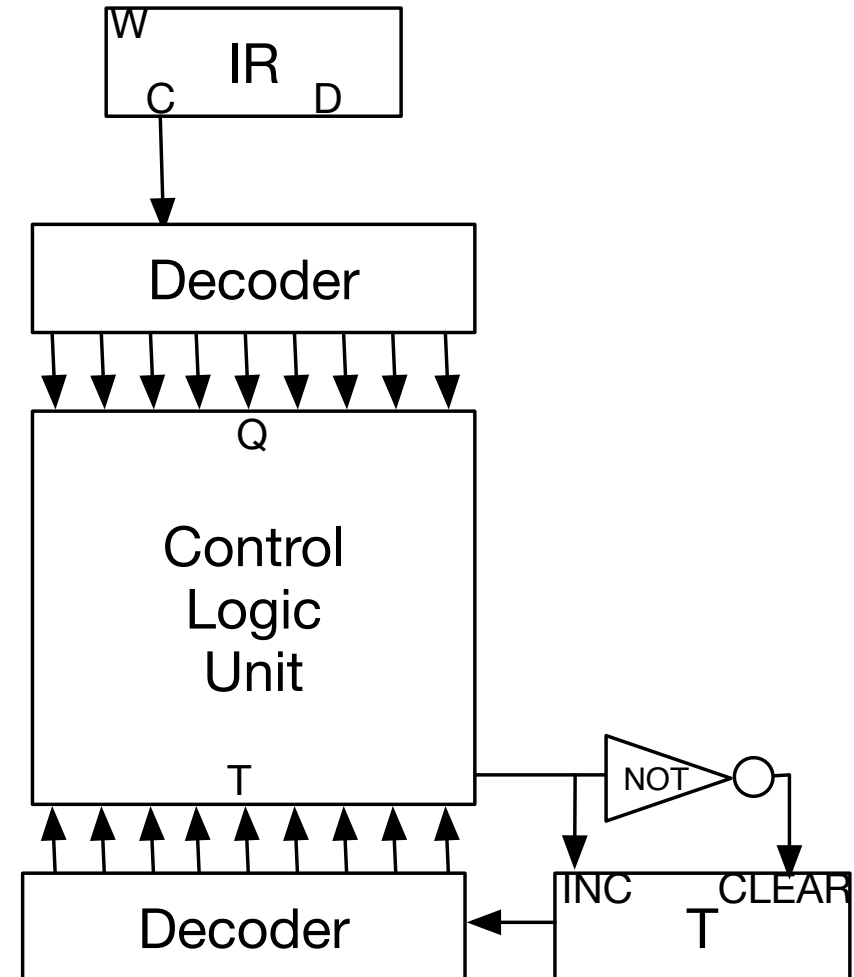 W
IR
C D
Decoder
Q
Control
Logic
Unit
T
NOT
INC CLEAR
Decoder
T